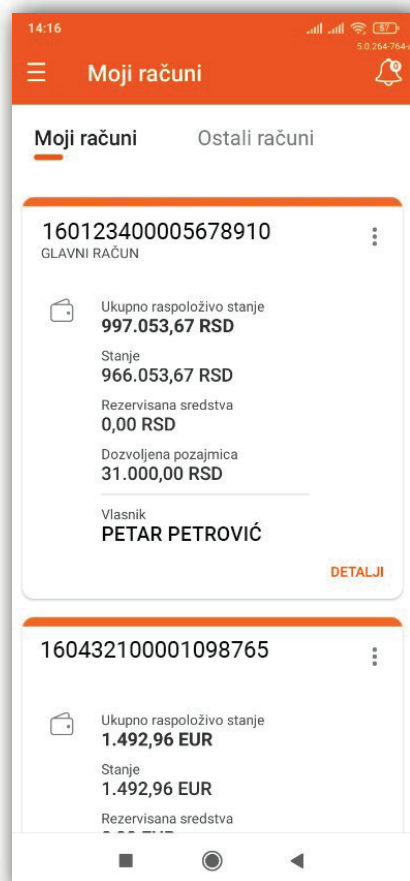 14:16
67
5.0.264-764-
Moji računi
0
Moji računi
Ostali računi
160123400005678910
GLAVNI RAČUN
Ukupno raspoloživo stanje
997.053,67 RSD
Stanje
966.053,67 RSD
Rezervisana sredstva
0,00 RSD
Dozvoljena pozajmica
31.000,00 RSD
Vlasnik
PETAR PETROVIĆ
DETALJI
160432100001098765
Ukupno raspoloživo stanje
1.492,96 EUR
Stanje
1.492,96 EUR
Rezervisana sredstva